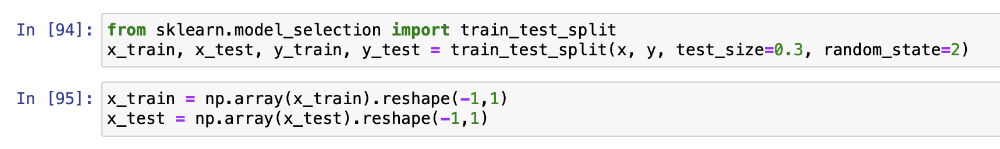 In [94]: from sklearn.model_selection import train_test_split
x_train, x_test, y_train, y_test = train_test_split(x, y, test_size=0.3, random_state=2)
In [95]: x_train = np.array(x_train).reshape(-1,1)
x_test = np.array(x_test).reshape(-1,1)